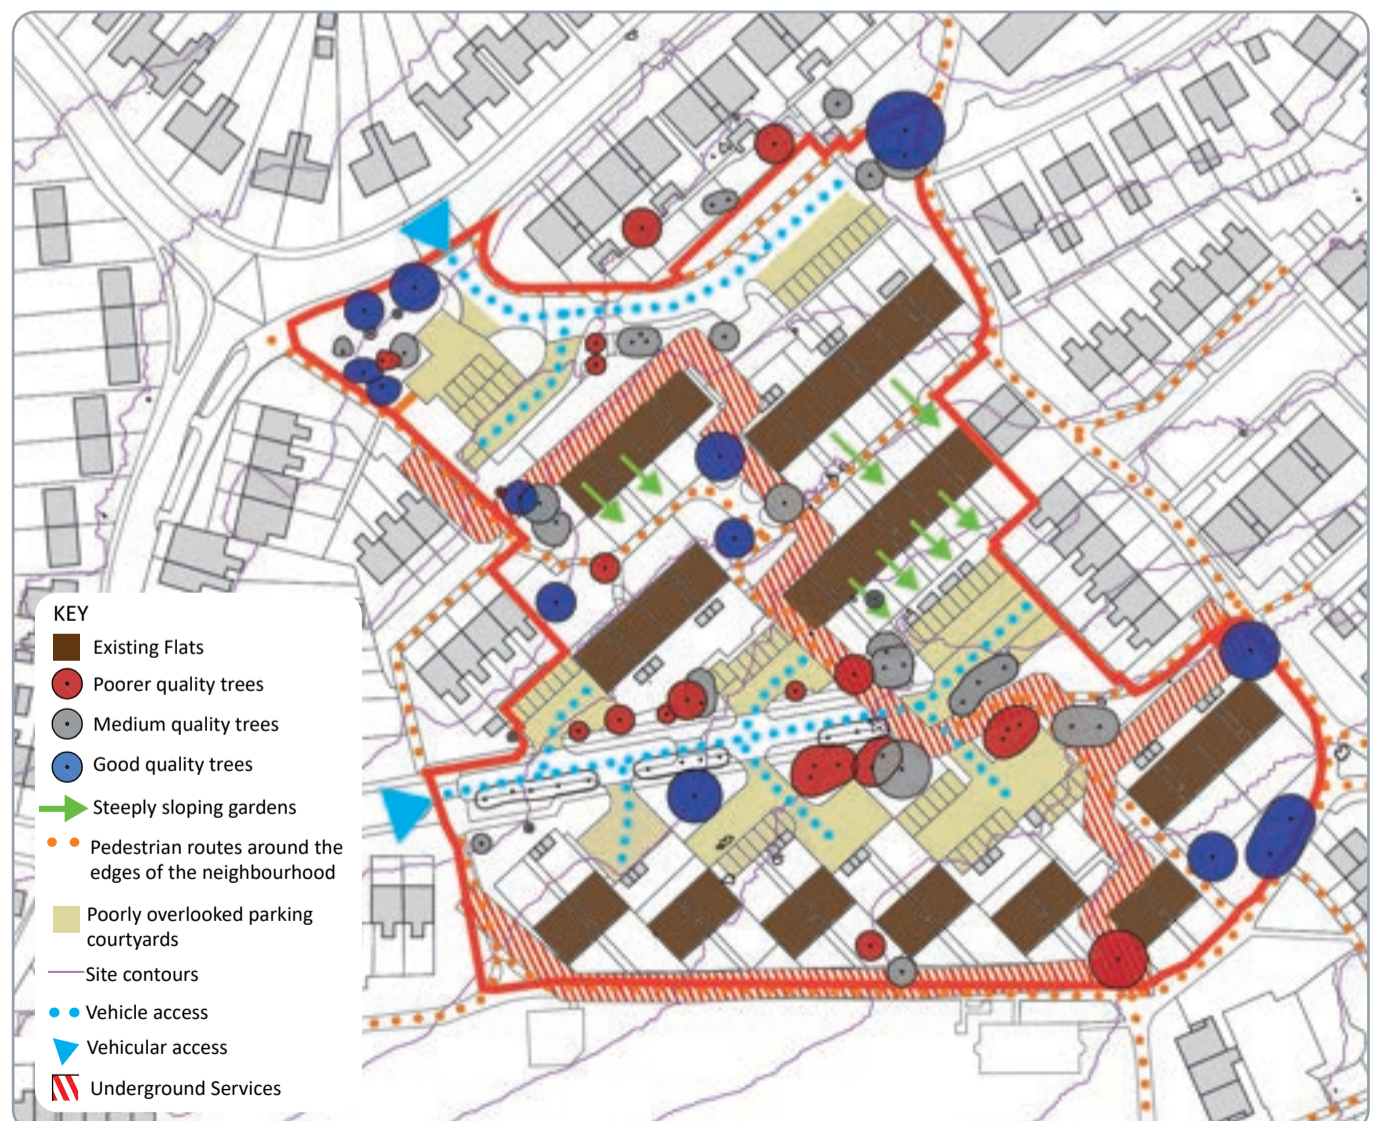 KEY
Existing Flats
Poorer quality trees
Medium quality trees
Good quality trees
Steeply sloping gardens
Pedestrian routes around the
edges of the neighbourhood
Poorly overlooked parking
courtyards
Site contours
Vehicle access
Vehicular access
Underground Services